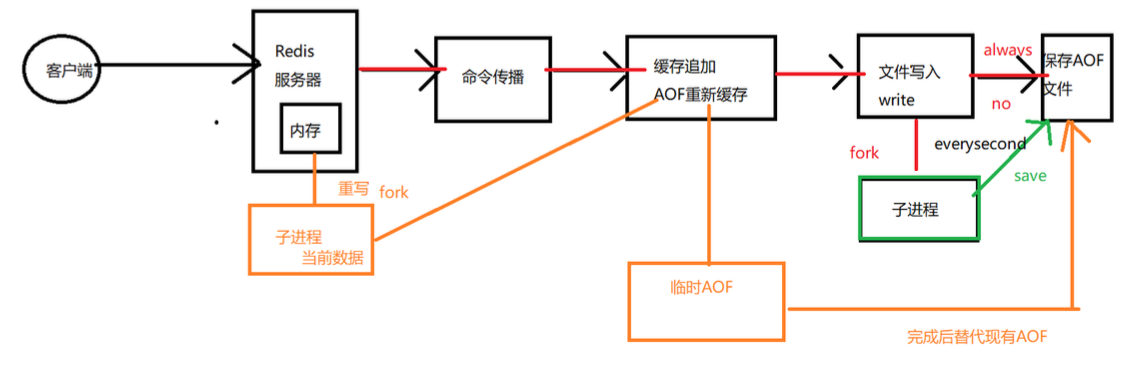 客户端
Redis
服务器
内存
命令传播
缓存追加
AOF重新缓存
文件写入
write
always
no
保存AOF
文件
fork
everysecond
save
子进程
重写 fork
子进程
当前数据
临时AOF
完成后替代现有AOF